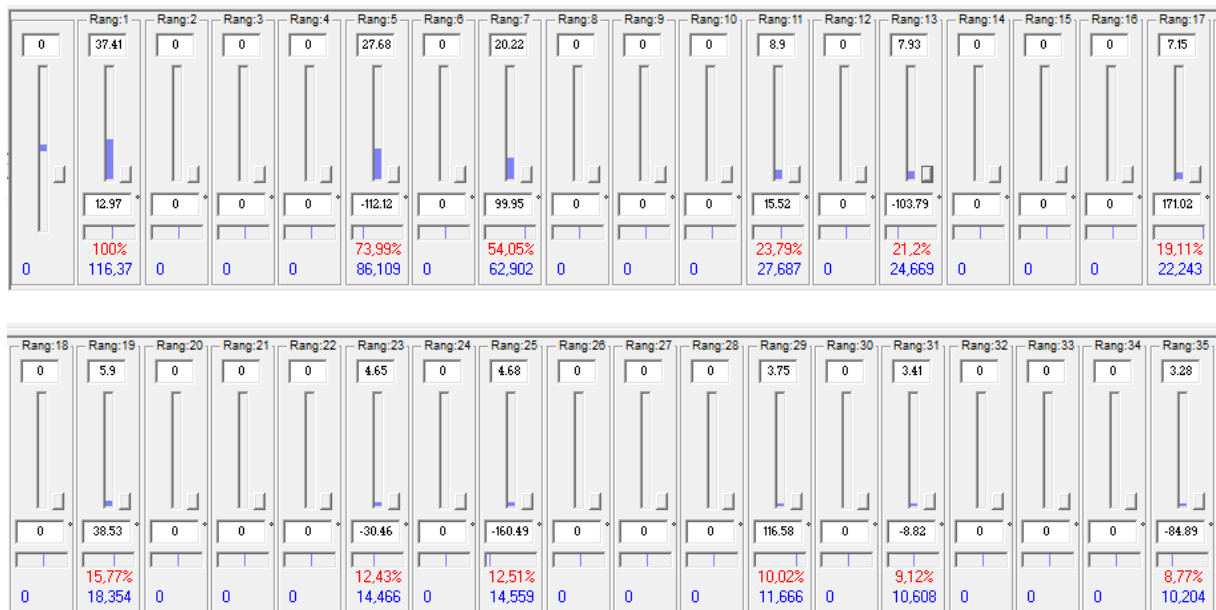 Rang:1 Rang:2 Rang:3 Rang:4 Rang:5 Rang:6 Rang:7 Rang:8 Rang:9 Rang:10 Rang:11 Rang:12 Rang:13 Rang:14 Rang:15 Rang:16 Rang:17
0 37.41 0 0 0 27.68 0 20.22 0 0 0 8.9 0 7.93 0 0 0 7.15
12.97 ° 0 ° 0 ° 0 ° -112.12 ° 0 ° 99.95 ° 0 ° 0 ° 0 ° 15.52 ° 0 ° -103.79 ° 0 ° 0 ° 0 ° 171.02 °
100% 73,99% 54,05% 23,79% 21,2% 19,11%
0 116,37 0 0 0 86,109 0 62,902 0 0 0 27,687 0 24,669 0 0 0 22,243
Rang:18 Rang:19 Rang:20 Rang:21 Rang:22 Rang:23 Rang:24 Rang:25 Rang:26 Rang:27 Rang:28 Rang:29 Rang:30 Rang:31 Rang:32 Rang:33 Rang:34 Rang:35
0 5.9 0 0 0 4.65 0 4.68 0 0 0 3.75 0 3.41 0 0 0 3.28
0 ° 38.53 ° 0 ° 0 ° 0 ° -30.46 ° 0 ° -160.49 ° 0 ° 0 ° 0 ° 116.58 ° 0 ° -8.82 ° 0 ° 0 ° 0 ° -84.89 °
15,77% 12,43% 12,51% 10,02% 9,12% 8,77%
0 18,354 0 0 0 14,466 0 14,559 0 0 0 11,666 0 10,608 0 0 0 10,204